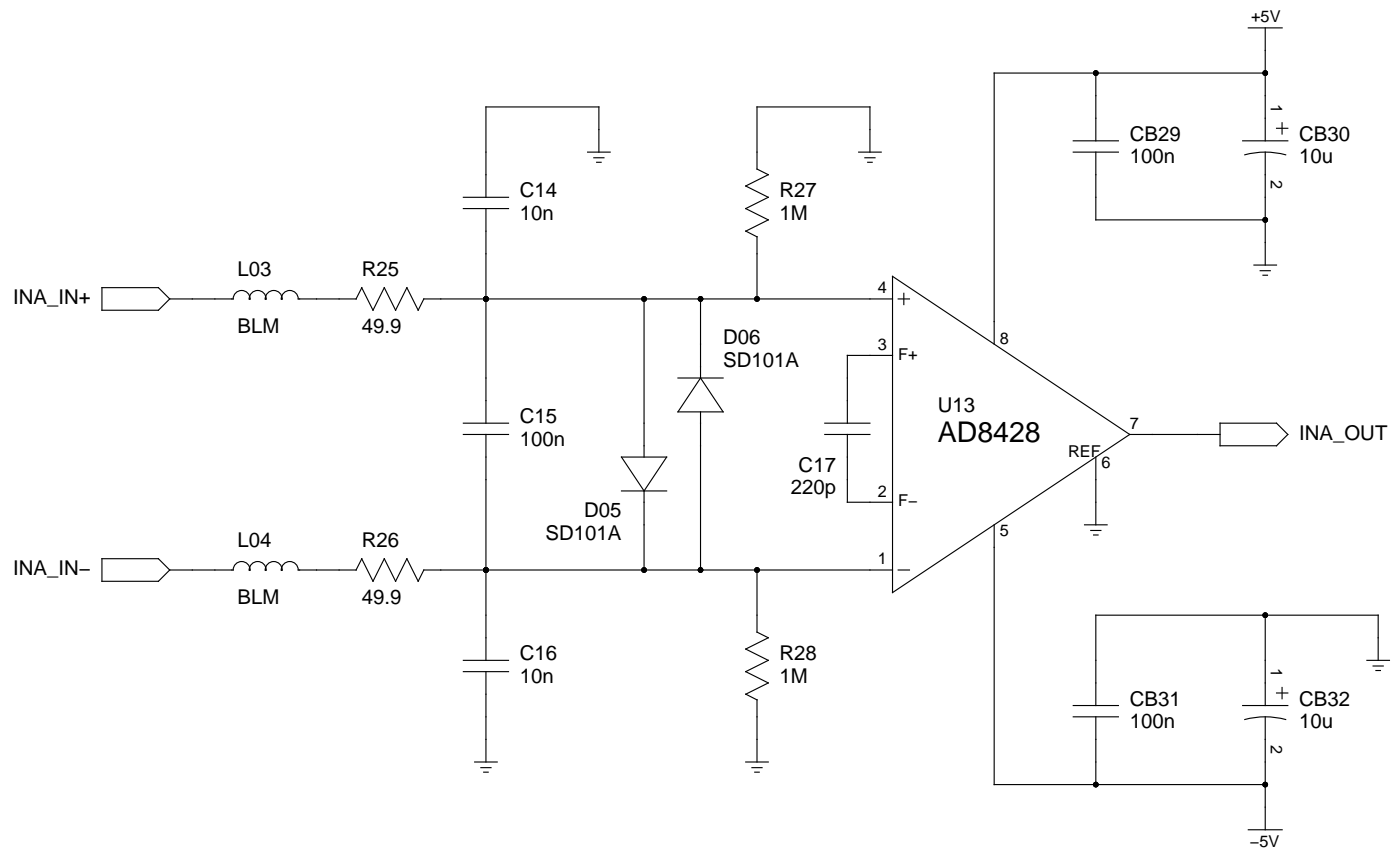 +5V
1
+
CB29
100n
CB30
10u
2
C14
10n
R27
1M
L03
R25
INA_IN+
BLM
49.9
4
+
D06
SD101A
3
F+
8
C15
100n
U13
AD8428
7
INA_OUT
REF
6
C17
220p
2
F−
D05
SD101A
5
L04
R26
1
−
INA_IN−
BLM
49.9
C16
10n
R28
1M
1
+
CB31
100n
CB32
10u
2
−5V